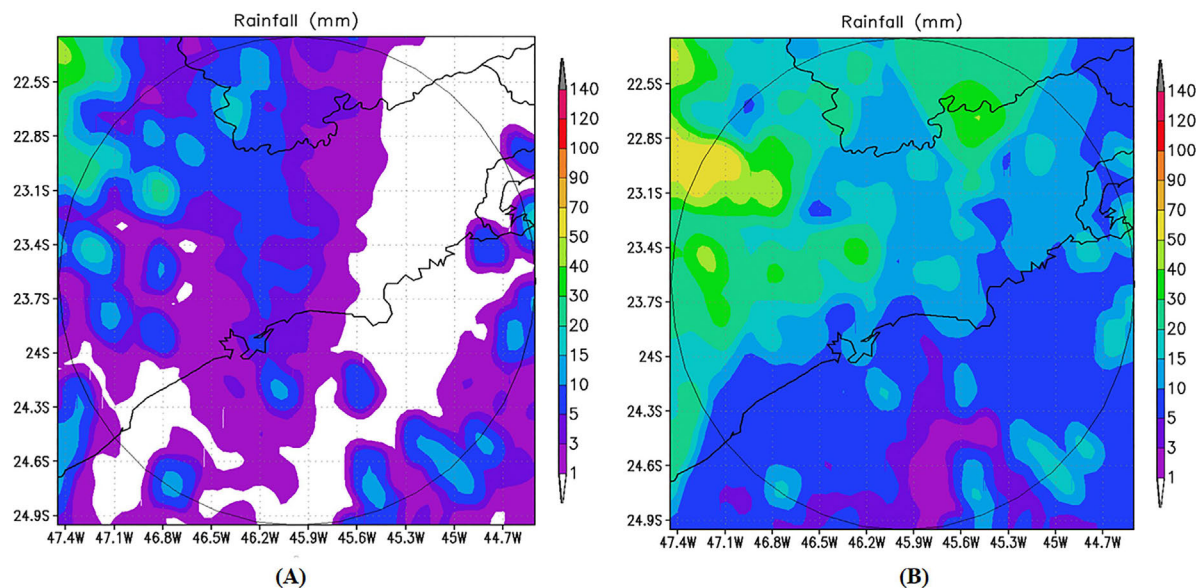 Rainfall (mm)
22.5S
22.8S
23.1S
23.4S
23.7S
24S
24.3S
24.6S
24.9S
47.4W 47.1W 46.8W 46.5W 46.2W 45.9W 45.6W 45.3W 45W 44.7W
140
120
100
90
70
50
40
30
20
15
10
5
3
1
(A)
Rainfall (mm)
22.5S
22.8S
23.1S
23.4S
23.7S
24S
24.3S
24.6S
24.9S
47.4W 47.1W 46.8W 46.5W 46.2W 45.9W 45.6W 45.3W 45W 44.7W
140
120
100
90
70
50
40
30
20
15
10
5
3
1
(B)